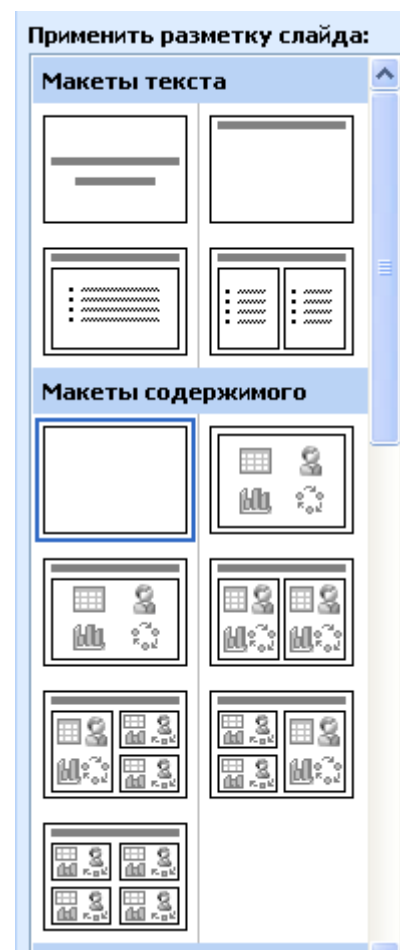 Применить разметку слайда:
Макеты текста
Макеты содержимого